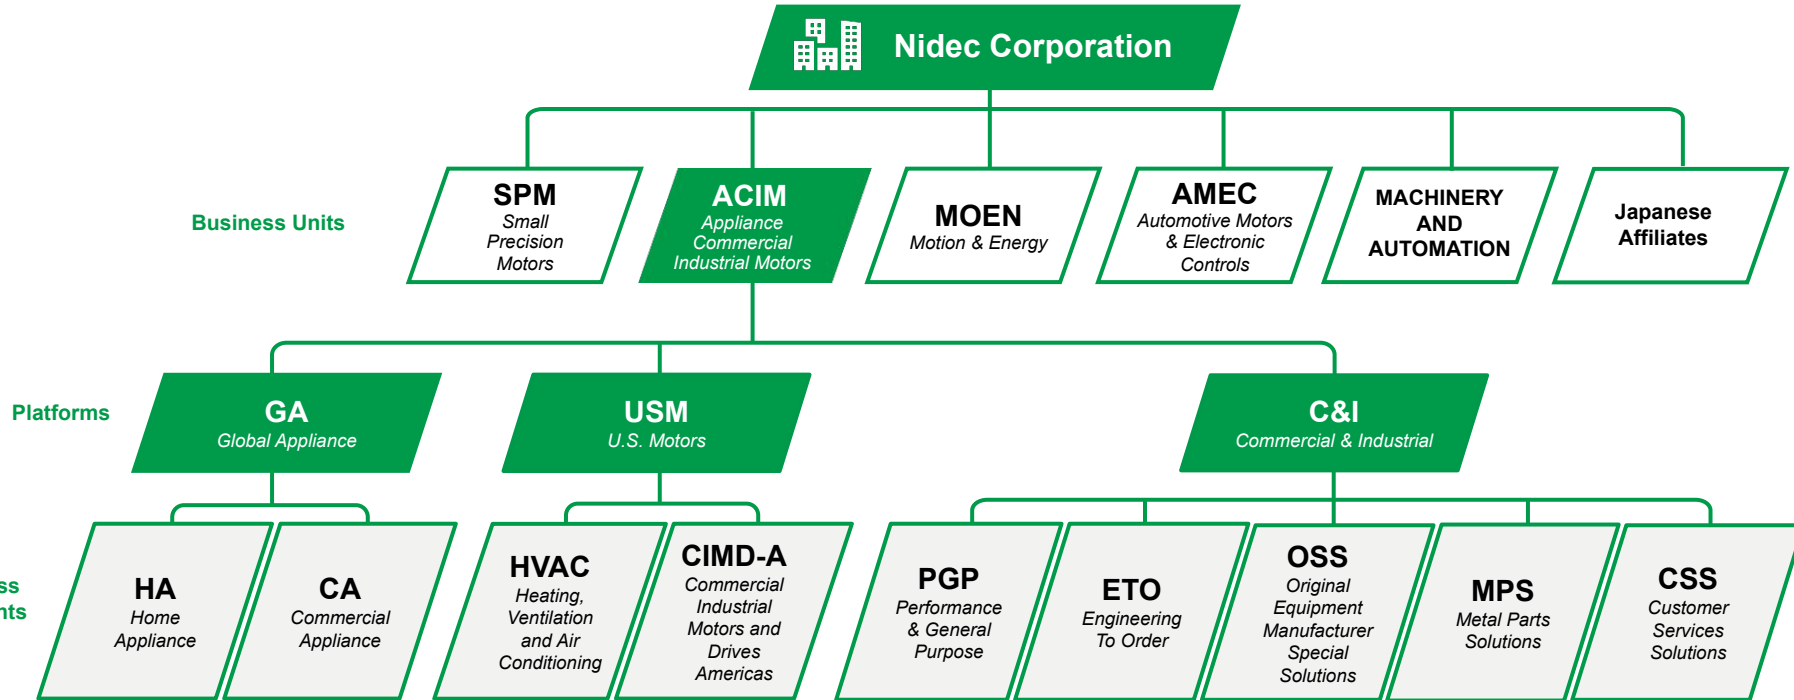 Nidec Corporation
Business Units
SPM
Small
Precision
Motors
ACIM
Appliance
Commercial
Industrial Motors
MOEN
Motion & Energy
AMEC
Automotive Motors
& Electronic
Controls
MACHINERY
AND
AUTOMATION
Japanese
Affiliates
Platforms
GA
Global Appliance
USM
U.S. Motors
C&I
Commercial & Industrial
ss
nts
HA
Home
Appliance
CA
Commercial
Appliance
HVAC
Heating,
Ventilation
and Air
Conditioning
CIMD-A
Commercial
Industrial
Motors and
Drives
Americas
PGP
Performance
& General
Purpose
ETO
Engineering
To Order
OSS
Original
Equipment
Manufacturer
Special
Solutions
MPS
Metal Parts
Solutions
CSS
Customer
Services
Solutions